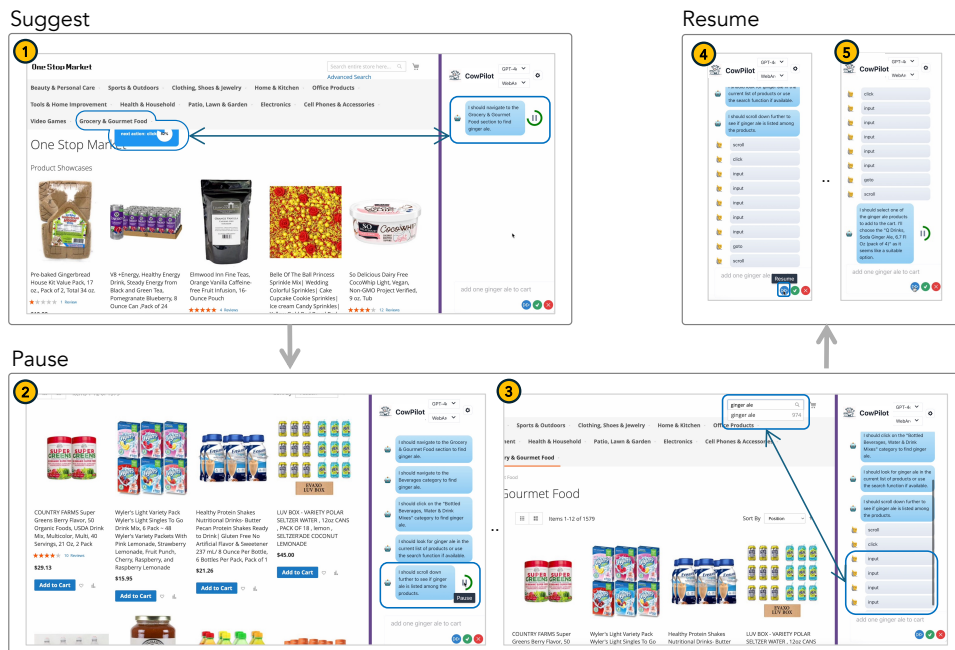 Suggest
1
One Stop Market
Search entire store here...
Advanced Search
Beauty & Personal Care
Sports & Outdoors
Clothing, Shoes & Jewelry
Home & Kitchen
Office Products
Tools & Home Improvement
Health & Household
Patio, Lawn & Garden
Electronics
Cell Phones & Accessories
Video Games
Grocery & Gourmet Food
next action: click
One Stop Mar
Product Showcases
Pre-baked Gingerbread
House Kit Value Pack, 17
oz., Pack of 2, Total 34 oz.
1 Review
V8 +Energy, Healthy Energy
Drink, Steady Energy from
Black and Green Tea,
Pomegranate Blueberry, 8
Ounce Can ,Pack of 24
Elmwood Inn Fine Teas,
Orange Vanilla Caffeine-
free Fruit Infusion, 16-
Ounce Pouch
4 Reviews
Belle Of The Ball Princess
Sprinkle Mix| Wedding
Colorful Sprinkles| Cake
Cupcake Cookie Sprinkles|
Ice cream Candy Sprinkles|
So Delicious Dairy Free
CocoWhip Light, Vegan,
Non-GMO Project Verified,
9 oz. Tub
12 Reviews
CowPilot
GPT-4
WebAr
I should navigate to the
Grocery & Gourmet
Food section to find
ginger ale.
add one ginger ale to cart
Pause
2
COUNTRY FARMS Super
Greens Berry Flavor, 50
Organic Foods, USDA Drink
Mix, Multicolor, Multi, 40
Servings, 21 Oz, 2 Pack
10 Reviews
$29.13
Add to Cart
Wyler's Light Variety Pack
Wyler's Light Singles To Go
Drink Mix, 6 Pack – 48
Wyler's Variety Packets with
Pink Lemonade, Strawberry
Lemonade, Fruit Punch,
Cherry, Raspberry, and
Raspberry Lemonade
$15.95
Add to Cart
Healthy Protein Shakes
Nutritional Drinks- Butter
Pecan Protein Shakes Ready
to Drink| Gluten Free No
Artificial Flavor & Sweetener
237 mL/ 8 Ounce Per Bottle,
6 Bottles Per Pack, Pack of 1
$21.26
Add to Cart
EVAXO
LUV BOX
LUV BOX - VARIETY POLAR
SELTZER WATER , 12oz CANS
, PACK OF 18 , lemon ,
SELTZERADE COCONUT
LEMONADE
$45.00
Add to Cart
CowPilot
GPT-4
WebAr
I should navigate to the Grocery
& Gourmet Food section to find
ginger ale.
I should navigate to the
Beverages category to find
ginger ale.
I should click on the "Bottled
Beverages, Water & Drink
Mixes" category to find ginger
ale.
I should look for ginger ale in the
current list of products or use
the search function if available.
I should scroll down
further to see if ginger
ale is listed among the
products.
Pause
add one ginger ale to cart
3
ginger ale
ginger ale 974
Sports & Outdoors
Clothing, Shoes & Jewelry
Home & Kitchen
Office Products
ment
Health & Household
Patio, Lawn & Garden
Electronics
Cell Phones & Accessories
ry & Gourmet Food
Food
Gourmet Food
Items 1-12 of 1579
Sort By
Position
EVAXO
LUV BOX
COUNTRY FARMS Super
Greens Berry Flavor, 50
Wyler's Light Variety Pack
Wyler's Light Singles To Go
Healthy Protein Shakes
Nutritional Drinks- Butter
LUV BOX - VARIETY POLAR
SELTZER WATER , 12oz CANS
CowPilot
GPT-4
WebAr
I should click on the "Bottled
Beverages, Water & Drink
Mixes" category to find ginger
ale.
I should look for ginger ale in the
current list of products or use
the search function if available.
I should scroll down further to
see if ginger ale is listed among
the products.
scroll
click
input
input
input
input
add one ginger ale to cart
Resume
4
CowPilot
GPT-4
WebAr
current list of products or use
the search function if available.
I should scroll down further to
see if ginger ale is listed among
the products.
scroll
click
input
input
input
input
input
goto
scroll
add one ginger ale
Resume
5
CowPilot
GPT-4
WebAr
click
input
input
input
input
input
goto
scroll
I should select one of
the ginger ale products
to add to the cart. I'll
choose the "Q Drinks,
Soda Ginger Ale, 6.7 Fl
Oz (pack of 4)" as it
seems like a suitable
option.
add one ginger ale to cart